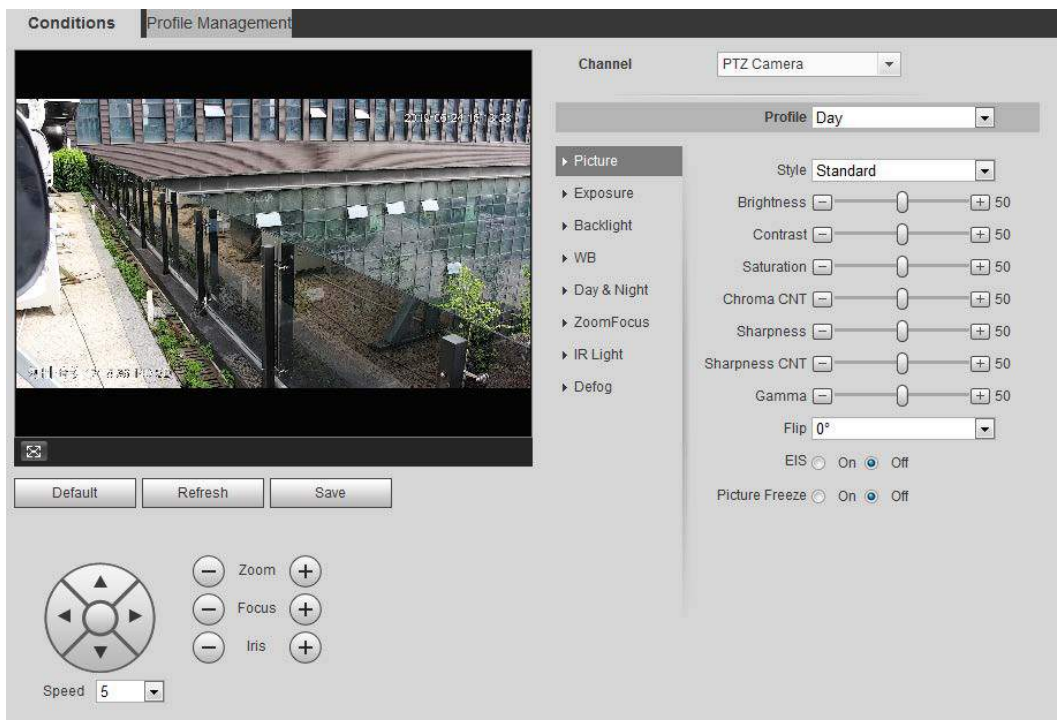 Conditions
Profile Management
Channel
PTZ Camera
Profile Day
Picture
Exposure
Backlight
WB
Day & Night
ZoomFocus
IR Light
Defog
Style Standard
Brightness 50
Contrast 50
Saturation 50
Chroma CNT 50
Sharpness 50
Sharpness CNT 50
Gamma 50
Flip 0°
EIS On Off
Picture Freeze On Off
Default Refresh Save
Zoom
Focus
Iris
Speed 5